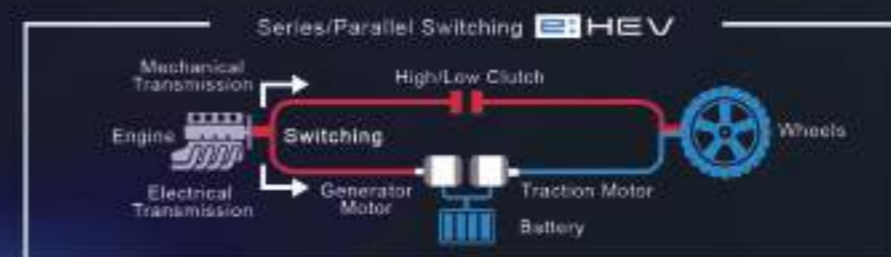 Series/Parallel Switching e:HEV
Mechanical
Transmission
High/Low Clutch
Engine
Switching
Wheels
Electrical
Transmission
Generator
Motor
Traction Motor
Battery